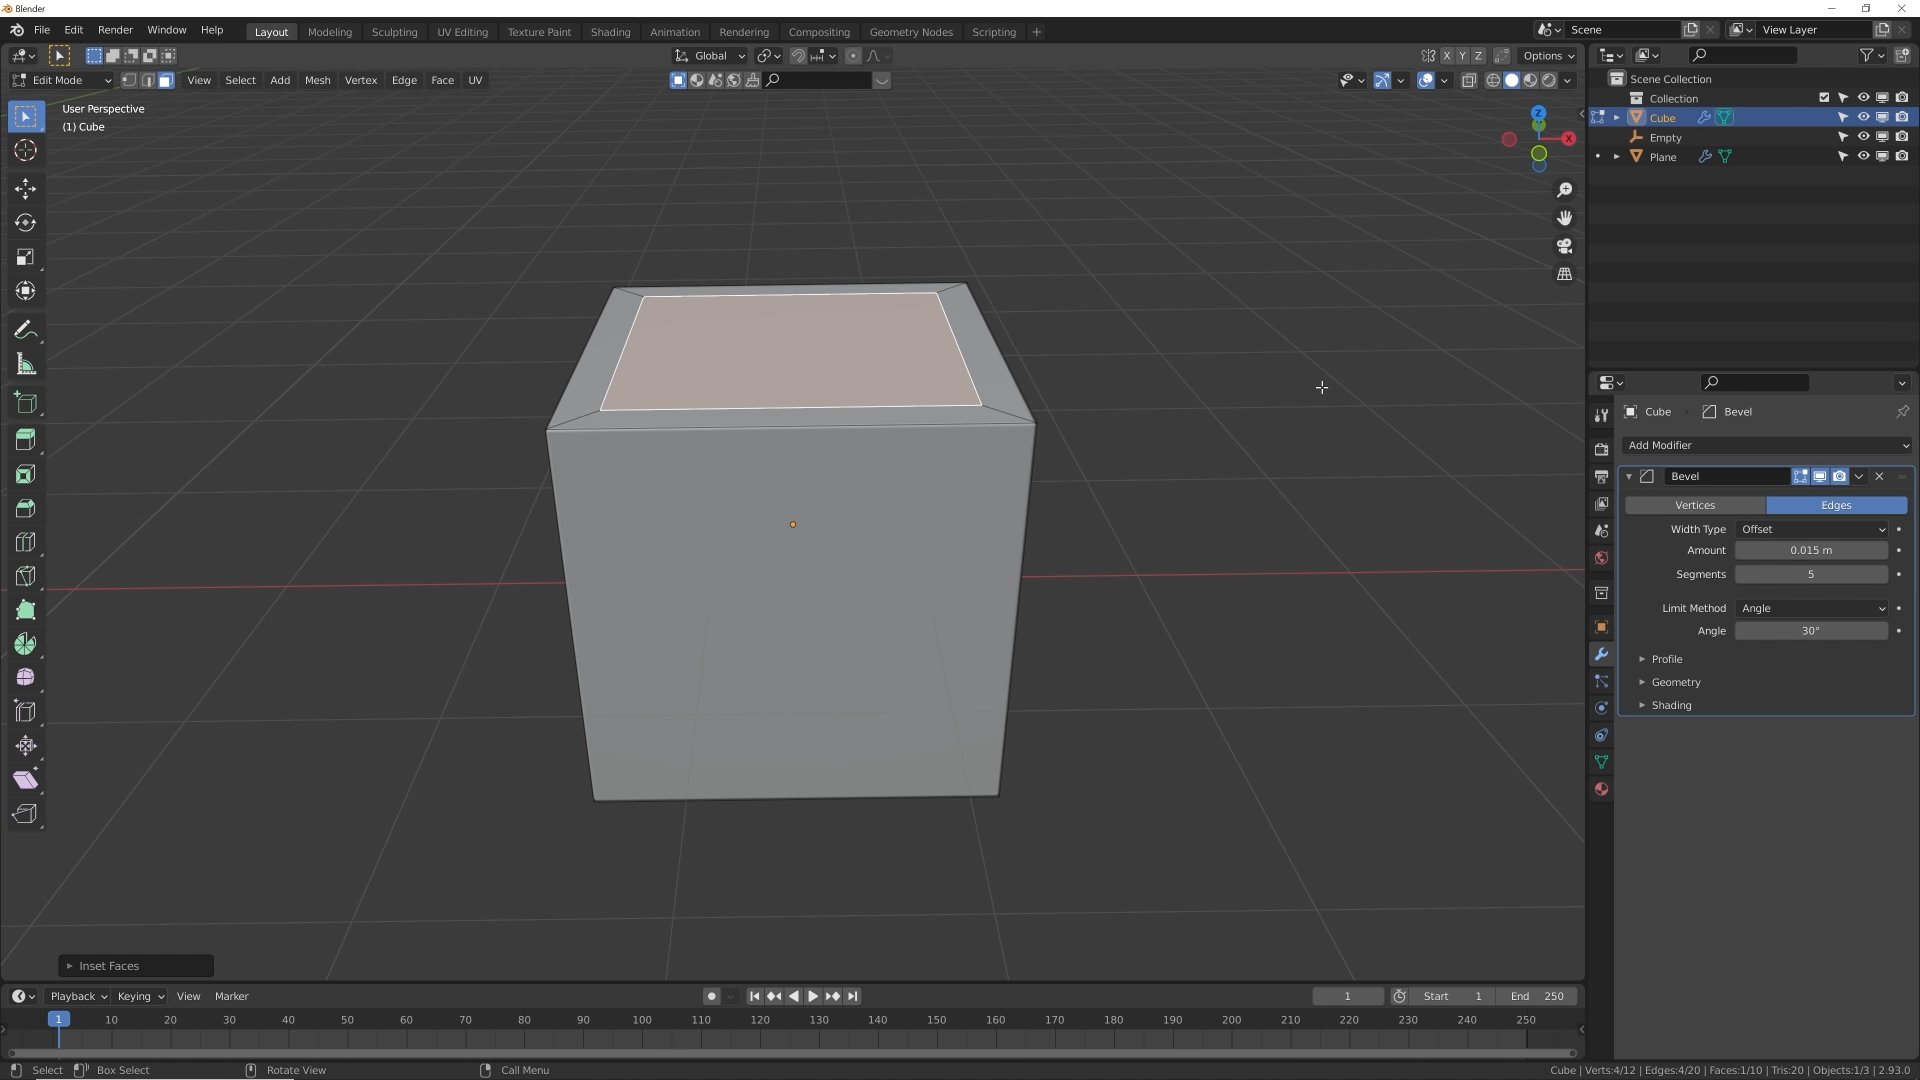 Blender
File Edit Render Window Help
Layout Modeling Sculpting UV Editing Texture Paint Shading Animation Rendering Compositing Geometry Nodes Scripting +
Scene
View Layer
Global
X Y Z
Options
Edit Mode
View Select Add Mesh Vertex Edge Face UV
User Perspective
(1) Cube
Z
X
Scene Collection
Collection
Cube
Empty
Plane
Cube
Bevel
Add Modifier
Bevel
Vertices Edges
Width Type Offset
Amount 0.015 m
Segments 5
Limit Method Angle
Angle 30°
Profile
Geometry
Shading
Inset Faces
Playback Keying View Marker
1
Start 1 End 250
1 10 20 30 40 50 60 70 80 90 100 110 120 130 140 150 160 170 180 190 200 210 220 230 240 250
Select Box Select Rotate View Call Menu
Cube | Verts:4/12 | Edges:4/20 | Faces:1/10 | Tris:20 | Objects:1/3 | 2.93.0